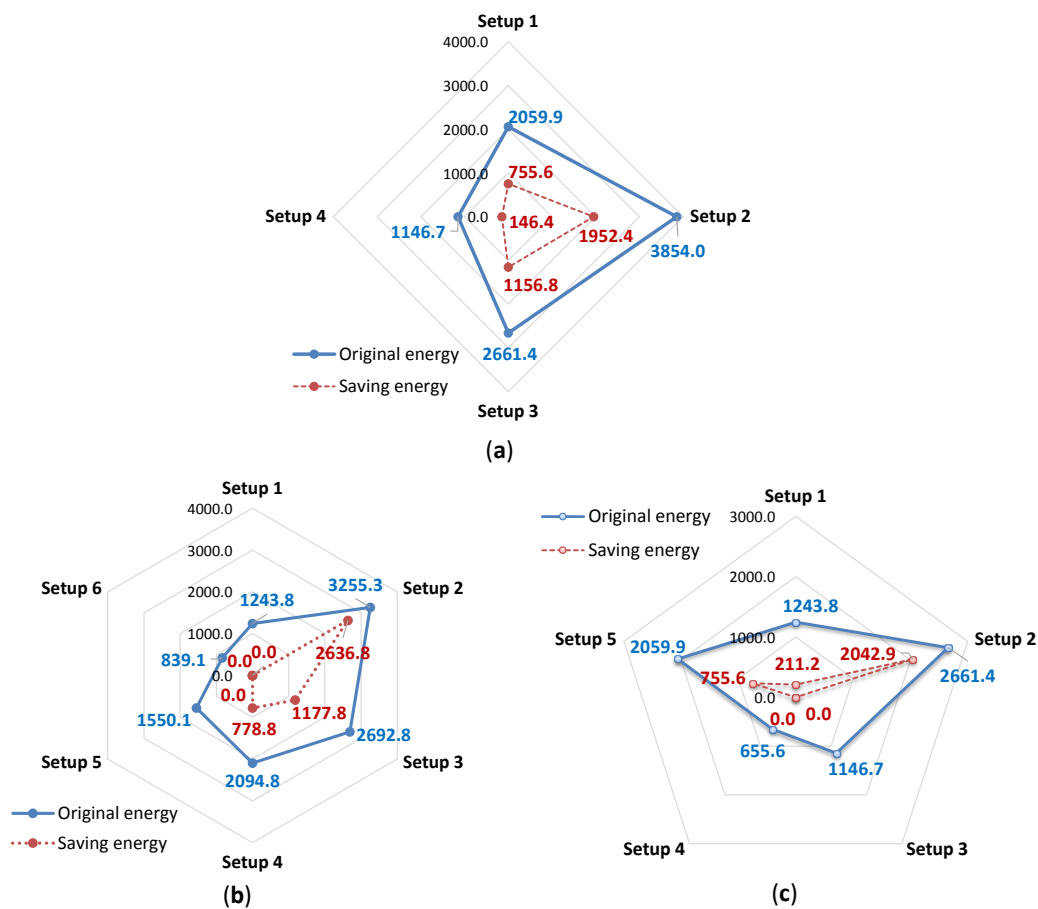 Setup 1
4000.0
3000.0
2000.0
2059.9
1000.0
755.6
Setup 4
0.0
146.4
Setup 2
1146.7
1952.4
3854.0
1156.8
Original energy
2661.4
Saving energy
Setup 3
(a)
Setup 1
4000.0
3000.0
Setup 6
2000.0
1243.8
3255.3
Setup 2
1000.0
839.1
0.0
0.0
2636.8
0.0
0.0
1177.8
1550.1
778.8
2692.8
Setup 5
2094.8
Setup 3
Original energy
Saving energy
Setup 4
(b)
Setup 1
3000.0
Original energy
Saving energy
2000.0
1243.8
Setup 5
2059.9
1000.0
2042.9
Setup 2
755.6
211.2
2661.4
0.0
0.0
0.0
655.6
1146.7
Setup 4
Setup 3
(c)